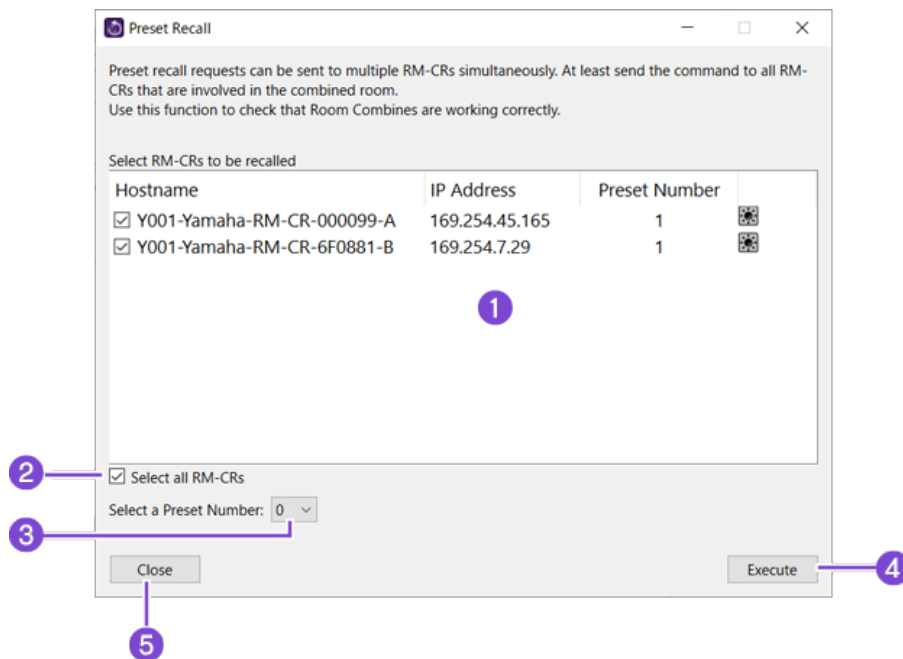 Preset Recall
Preset recall requests can be sent to multiple RM-CRs simultaneously. At least send the command to all RM-
CRs that are involved in the combined room.
Use this function to check that Room Combines are working correctly.
Select RM-CRs to be recalled
Hostname IP Address Preset Number
Y001-Yamaha-RM-CR-000099-A 169.254.45.165 1
Y001-Yamaha-RM-CR-6F0881-B 169.254.7.29 1
1
2 Select all RM-CRs
Select a Preset Number: 0
3
Close Execute 4
5